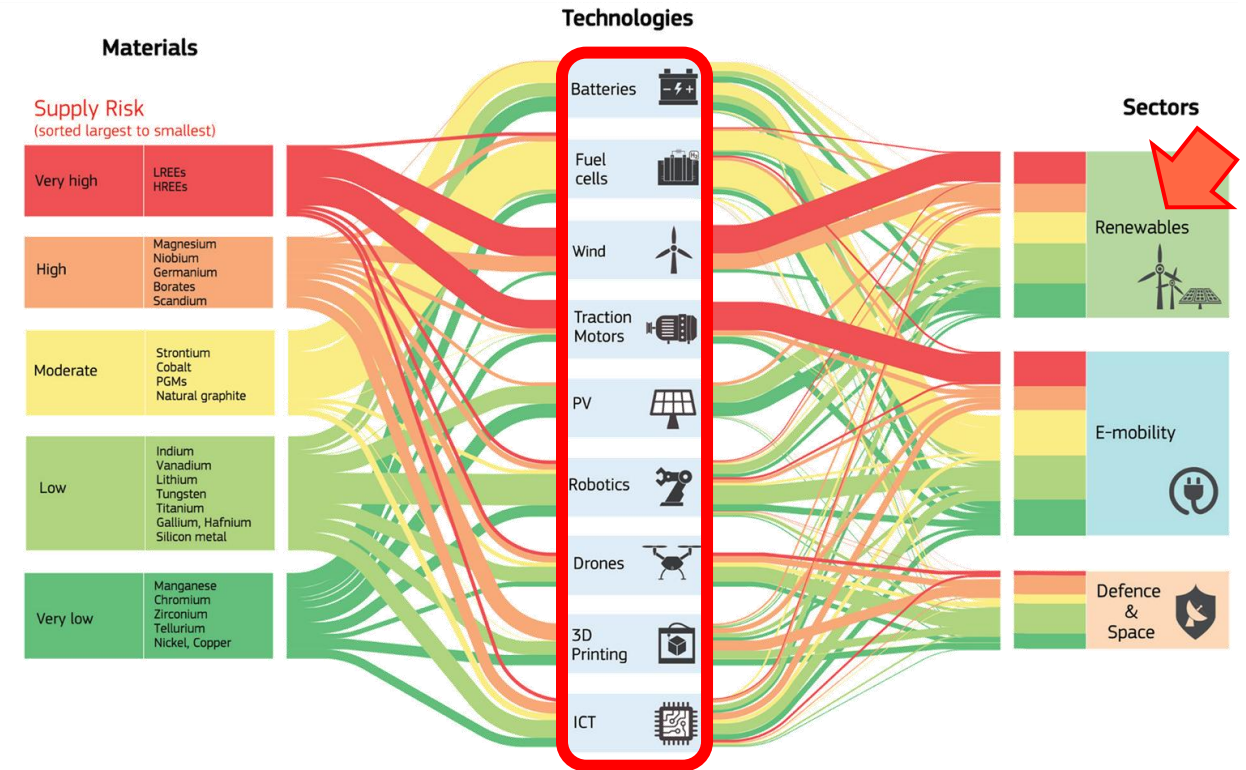 Technologies
Materials
Sectors
Supply Risk
(sorted largest to smallest)
Very high
LREEs
HREEs
High
Magnesium
Niobium
Germanium
Borates
Scandium
Moderate
Strontium
Cobalt
PGMs
Natural graphite
Low
Indium
Vanadium
Lithium
Tungsten
Titanium
Gallium, Hafnium
Silicon metal
Very low
Manganese
Chromium
Zirconium
Tellurium
Nickel, Copper
Batteries
Fuel
cells
H₂
Wind
Traction
Motors
PV
Robotics
Drones
3D
Printing
ICT
Renewables
E-mobility
Defence
&
Space